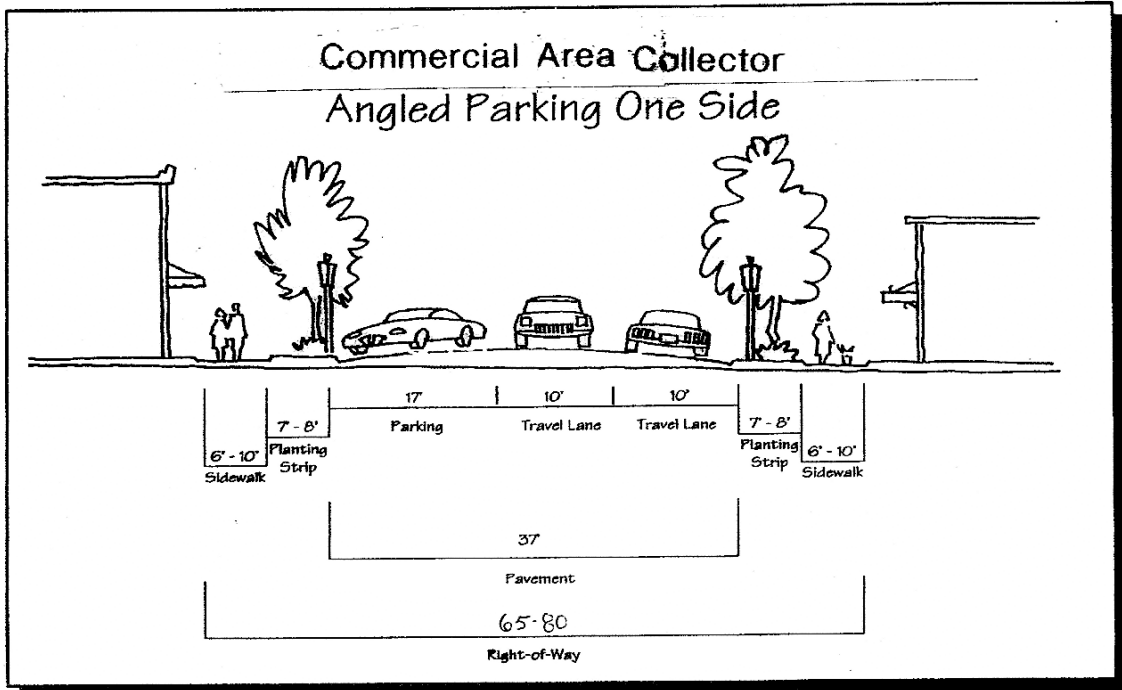 Commercial Area Collector
Angled Parking One Side
17'
10'
10'
Parking
Travel Lane
Travel Lane
7' - 8'
Planting
Strip
7' - 8'
Planting
Strip
6' - 10'
Sidewalk
6' - 10'
Sidewalk
37'
Pavement
65-80
Right-of-Way